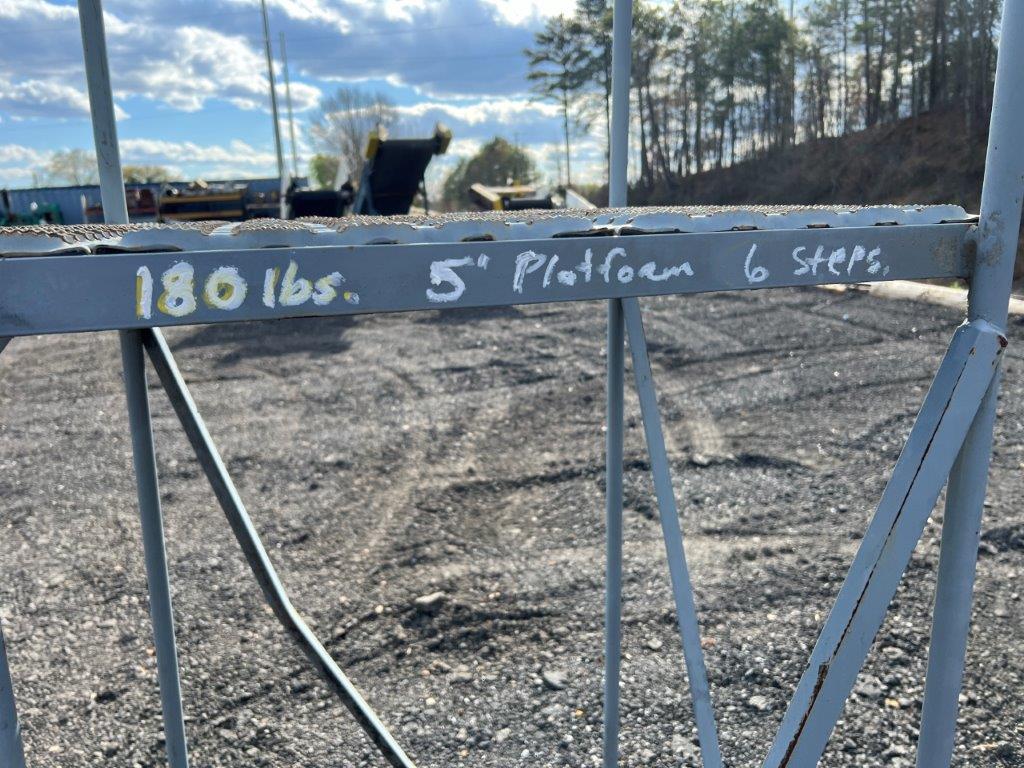 180 lbs. 5" Platform 6 steps.